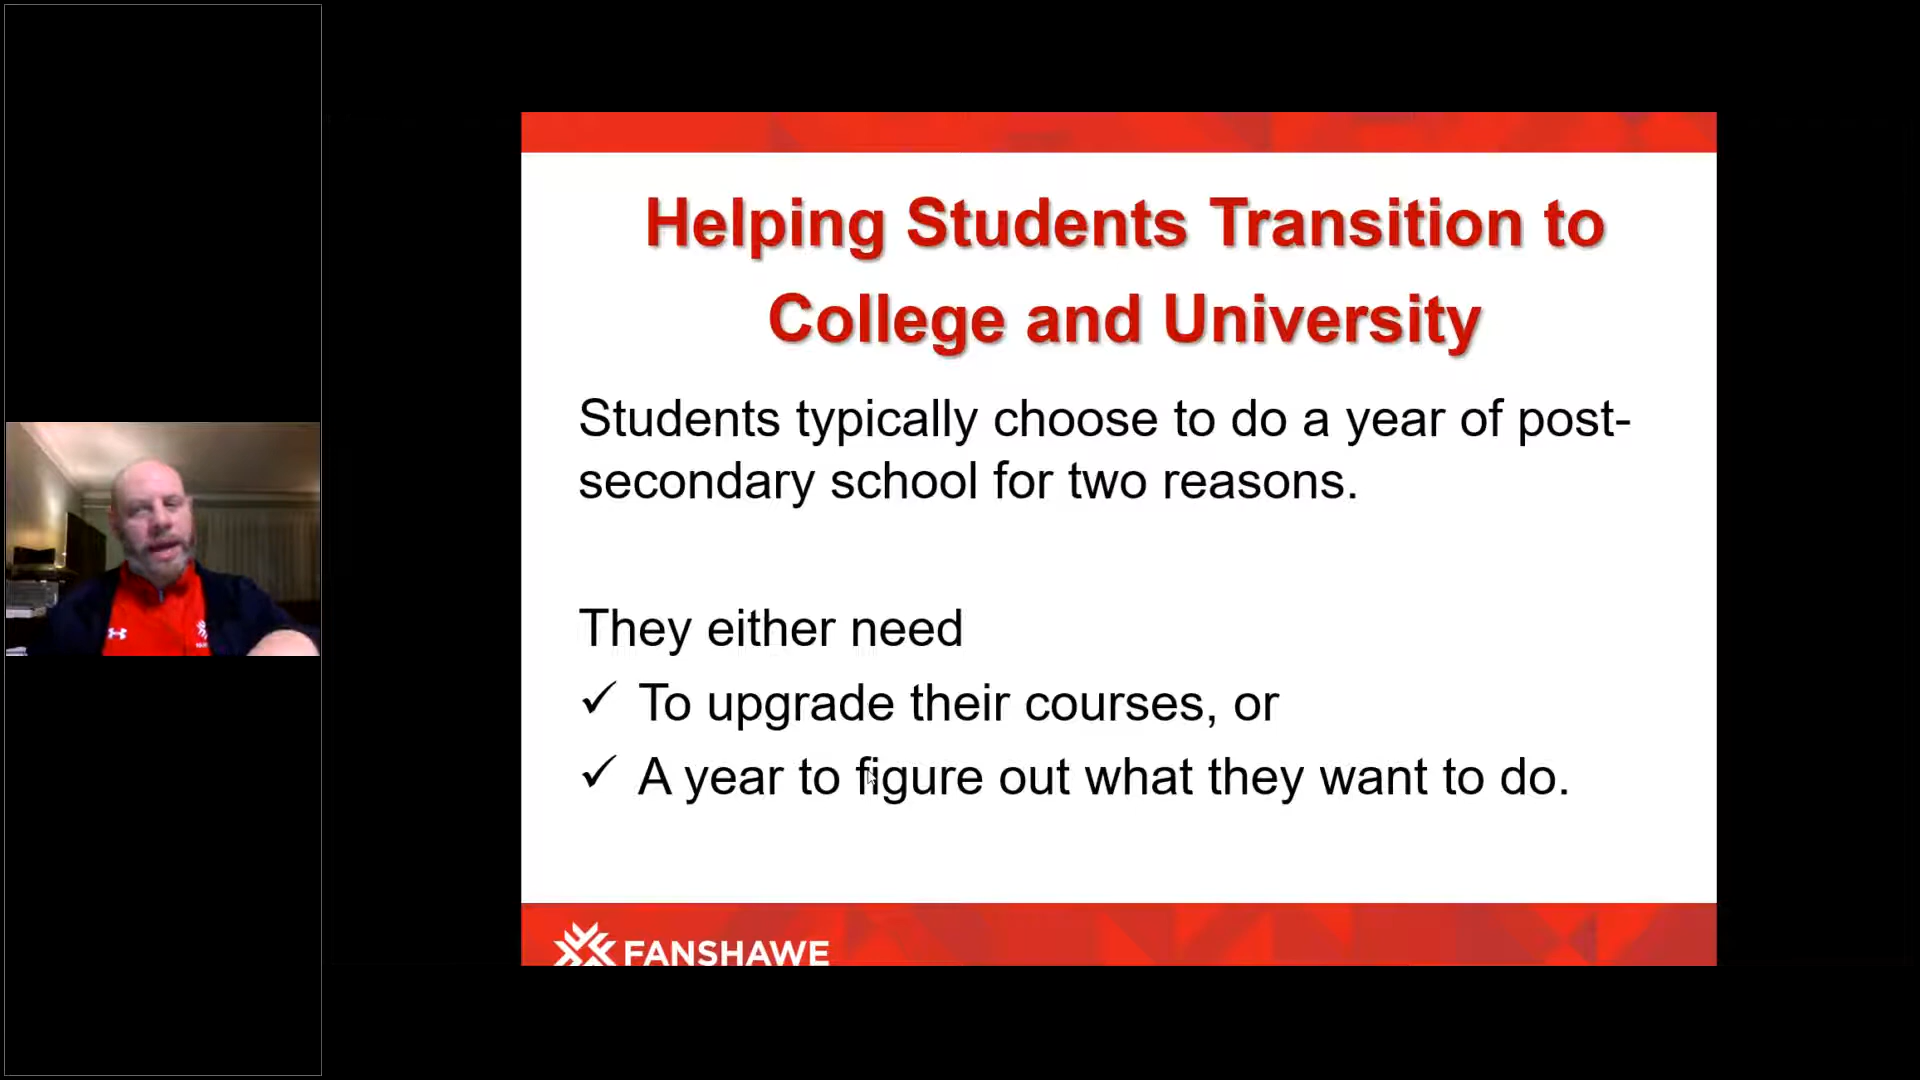 Helping Students Transition to
College and University
Students typically choose to do a year of post-
secondary school for two reasons.
They either need
✓ To upgrade their courses, or
✓ A year to figure out what they want to do.
FANSHAWE